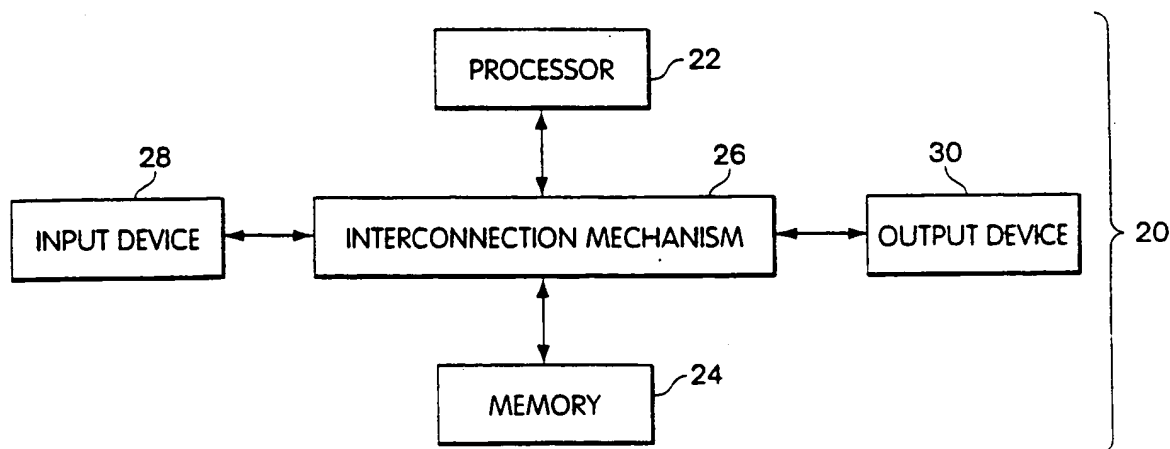 PROCESSOR
22
28
26
30
INPUT DEVICE
INTERCONNECTION MECHANISM
OUTPUT DEVICE
20
MEMORY
24